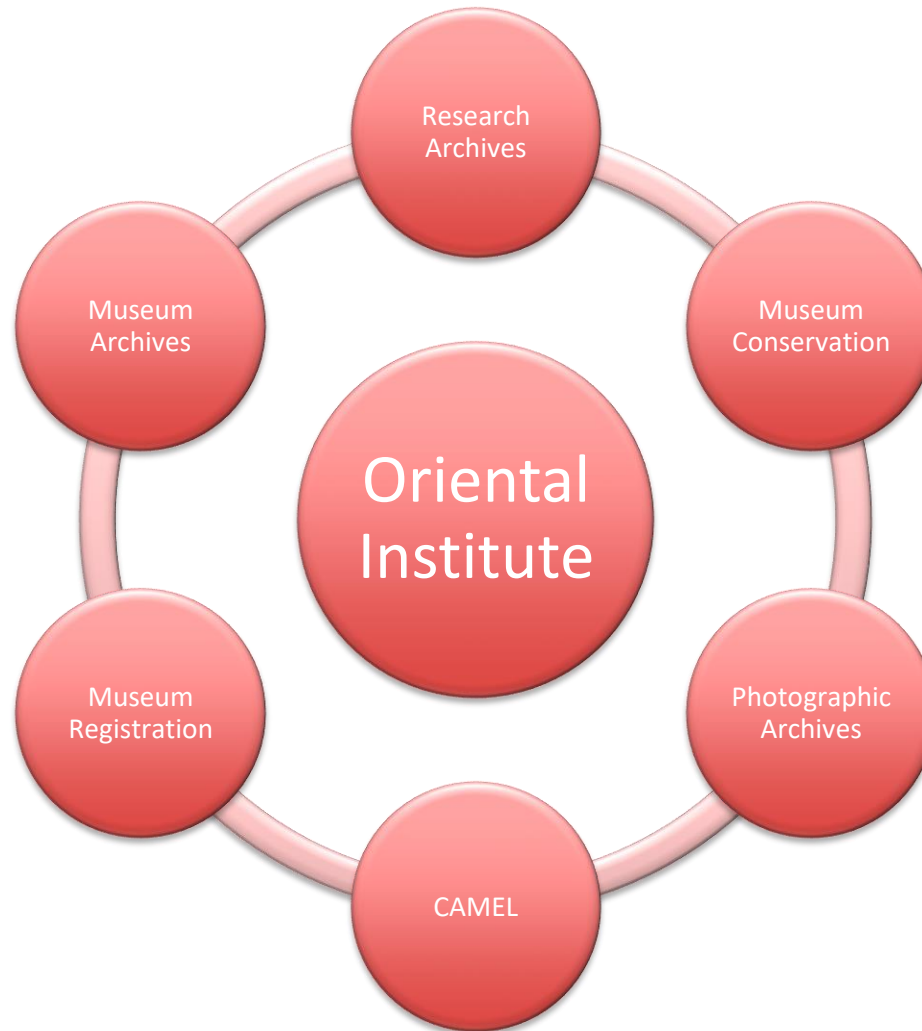 Research
Archives
Museum
Conservation
Photographic
Archives
CAMEL
Museum
Registration
Museum
Archives
Oriental
Institute